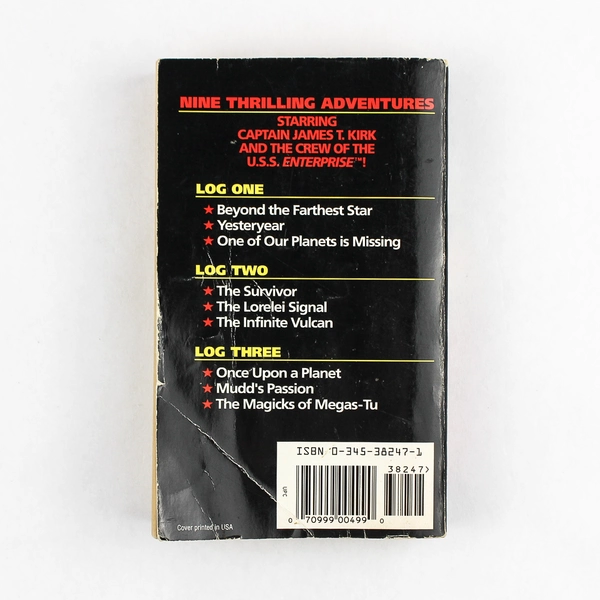 NINE THRILLING ADVENTURES
STARRING
CAPTAIN JAMES T. KIRK
AND THE CREW OF THE
U.S.S. ENTERPRISE™!
LOG ONE
★ Beyond the Farthest Star
★ Yesteryear
★ One of Our Planets is Missing
LOG TWO
★ The Survivor
★ The Lorelei Signal
★ The Infinite Vulcan
LOG THREE
★ Once Upon a Planet
★ Mudd's Passion
★ The Magicks of Megas-Tu
ISBN 0-345-38247-1
38247>
UPC
0 70999 00499 0
Cover printed in USA